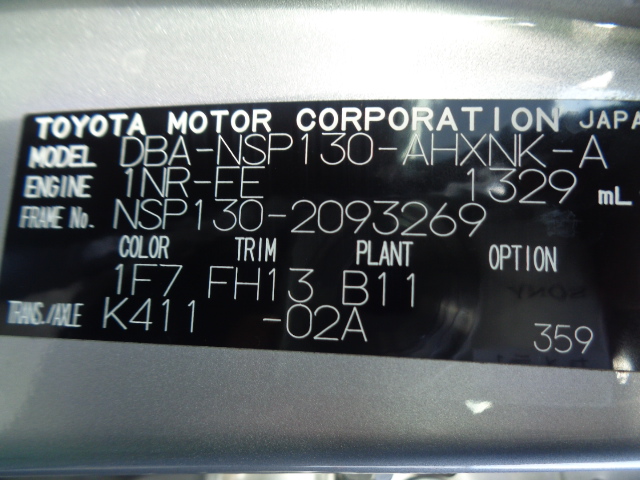 TOYOTA MOTOR CORPORATION JAPA
MODEL DBA-NSP130-AHXNK-A
ENGINE 1NR-FE 1329 mL
FRAME No. NSP130-2093269
COLOR TRIM PLANT OPTION
1F7 FH13 B11
TRANS./AXLE K411 -02A
359